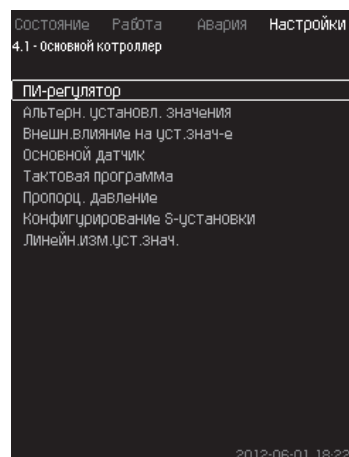 Состояние Работа Авария Настройки
4.1 - Основной котроллер
ПИ-регулятор
Альтерн. установл. значения
Внешн.влияние на уст.знач-е
Основной датчик
Тактовая программа
Пропорц. давление
Конфигурирование S-установки
Линейн.изм.уст.знач.
2012-06-01 18:22